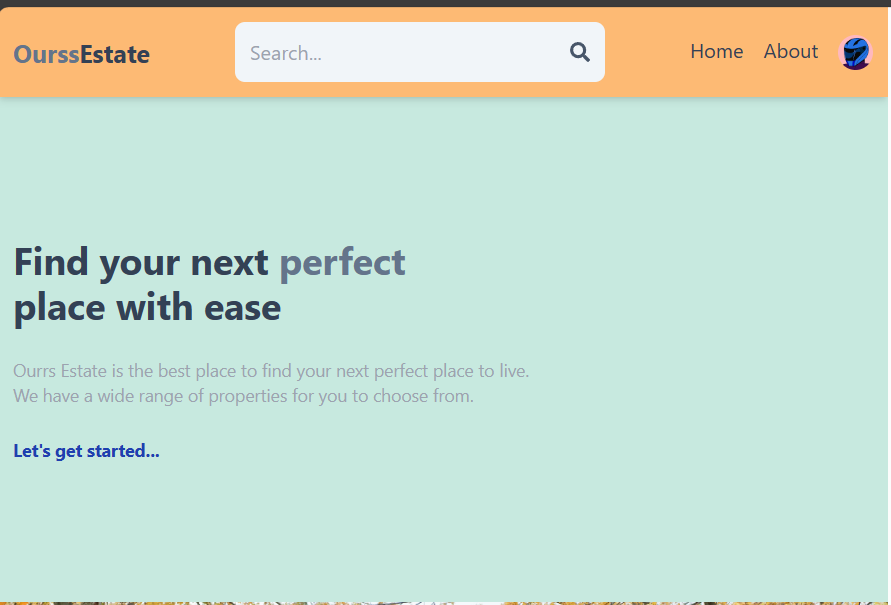 OurssEstate
Search...
Home
About
Find your next perfect
place with ease
Ourrs Estate is the best place to find your next perfect place to live.
We have a wide range of properties for you to choose from.
Let's get started...